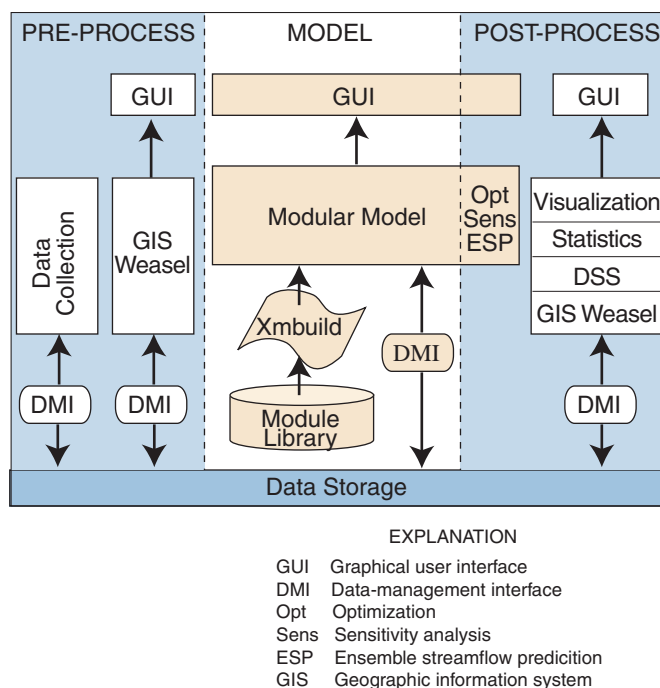 PRE-PROCESS
MODEL
POST-PROCESS
GUI
GUI
GUI
Data
Collection
GIS
Weasel
Modular Model
Opt
Sens
ESP
Visualization
Statistics
DSS
GIS Weasel
Xmbuild
DMI
DMI
DMI
Module
Library
DMI
Data Storage
EXPLANATION
GUI Graphical user interface
DMI Data-management interface
Opt Optimization
Sens Sensitivity analysis
ESP Ensemble streamflow predicition
GIS Geographic information system